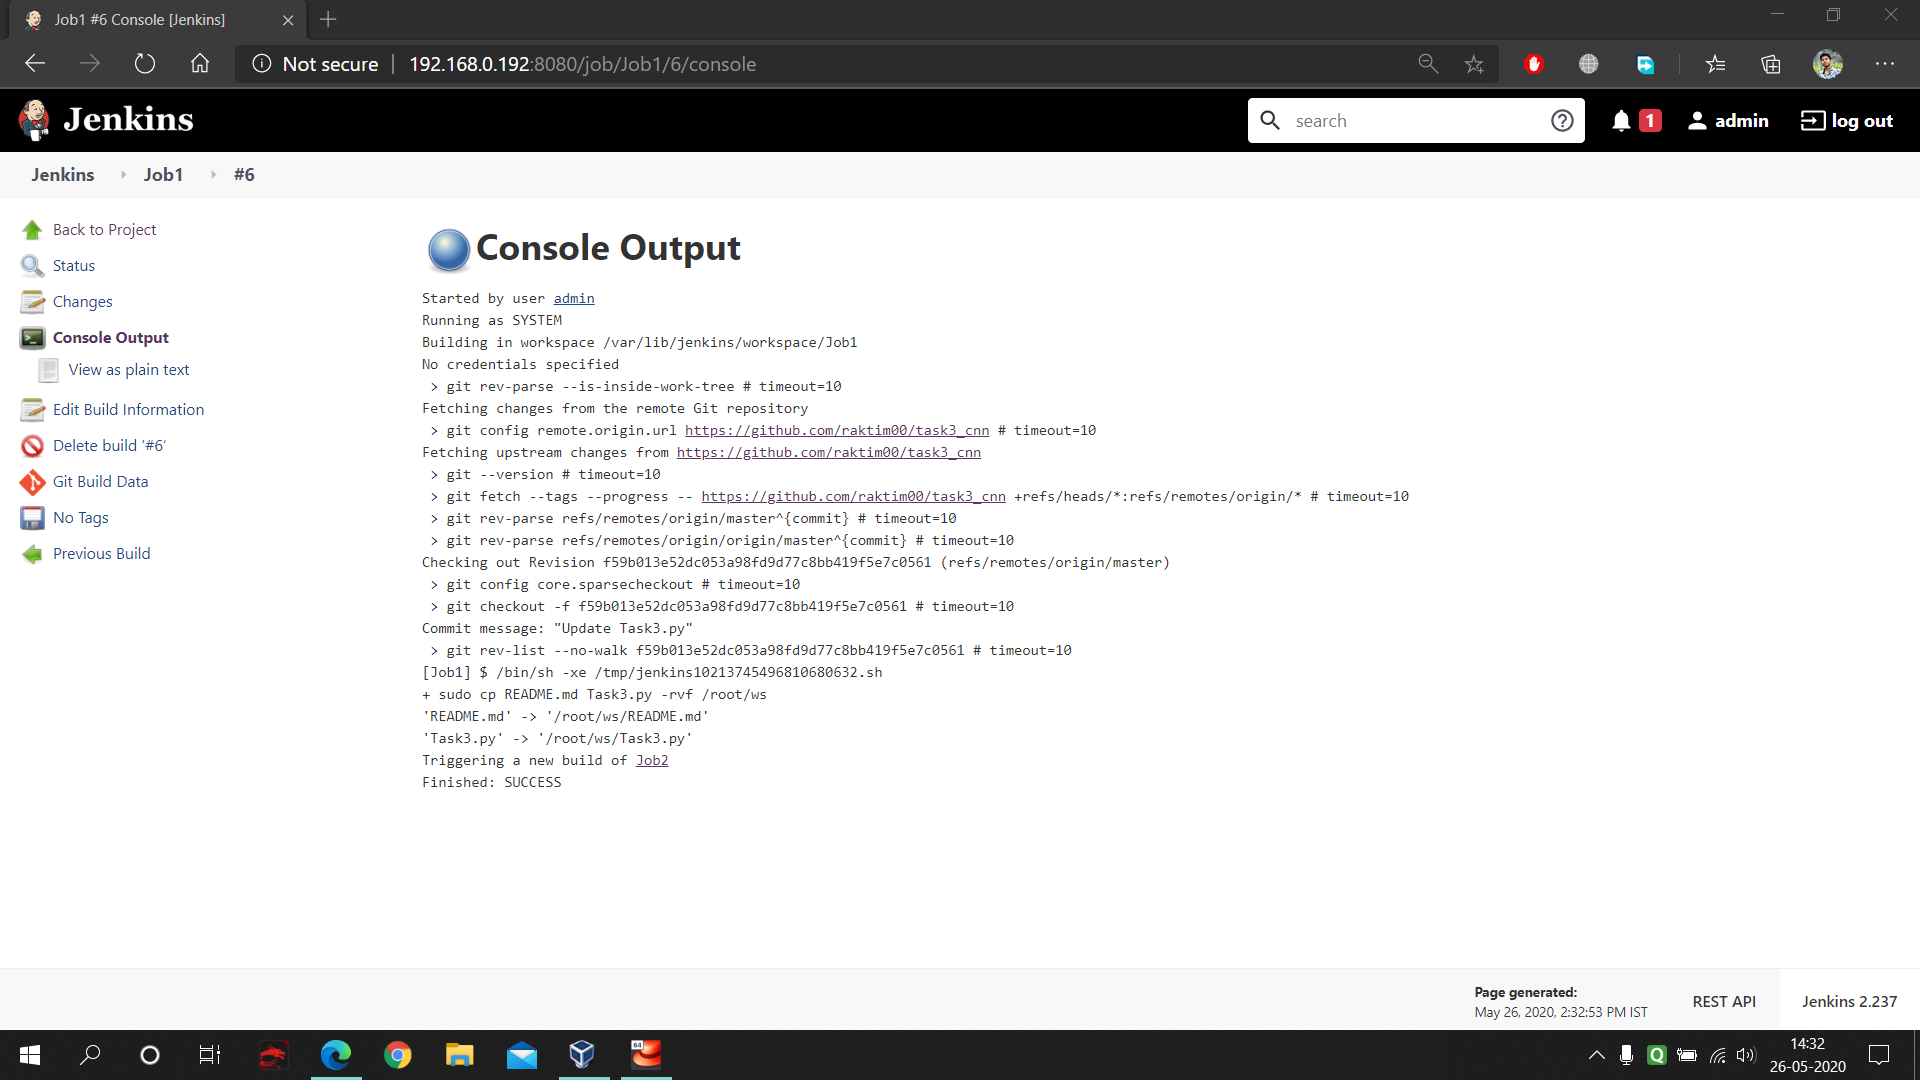 Job1 #6 Console [Jenkins]
Not secure | 192.168.0.192:8080/job/Job1/6/console
Jenkins
search
1
admin
log out
Jenkins
Job1
#6
Back to Project
Status
Changes
Console Output
View as plain text
Edit Build Information
Delete build ‘#6’
Git Build Data
No Tags
Previous Build
Console Output
Started by user admin
Running as SYSTEM
Building in workspace /var/lib/jenkins/workspace/Job1
No credentials specified
> git rev-parse --is-inside-work-tree # timeout=10
Fetching changes from the remote Git repository
> git config remote.origin.url https://github.com/raktim00/task3_cnn # timeout=10
Fetching upstream changes from https://github.com/raktim00/task3_cnn
> git --version # timeout=10
> git fetch --tags --progress -- https://github.com/raktim00/task3_cnn +refs/heads/*:refs/remotes/origin/* # timeout=10
> git rev-parse refs/remotes/origin/master^{commit} # timeout=10
> git rev-parse refs/remotes/origin/origin/master^{commit} # timeout=10
Checking out Revision f59b013e52dc053a98fd9d77c8bb419f5e7c0561 (refs/remotes/origin/master)
> git config core.sparsecheckout # timeout=10
> git checkout -f f59b013e52dc053a98fd9d77c8bb419f5e7c0561 # timeout=10
Commit message: "Update Task3.py"
> git rev-list --no-walk f59b013e52dc053a98fd9d77c8bb419f5e7c0561 # timeout=10
[Job1] $ /bin/sh -xe /tmp/jenkins10213745496810680632.sh
+ sudo cp README.md Task3.py -rvf /root/ws
'README.md' -> '/root/ws/README.md'
'Task3.py' -> '/root/ws/Task3.py'
Triggering a new build of Job2
Finished: SUCCESS
Page generated:
May 26, 2020, 2:32:53 PM IST
REST API
Jenkins 2.237
64
Q
14:32
26-05-2020